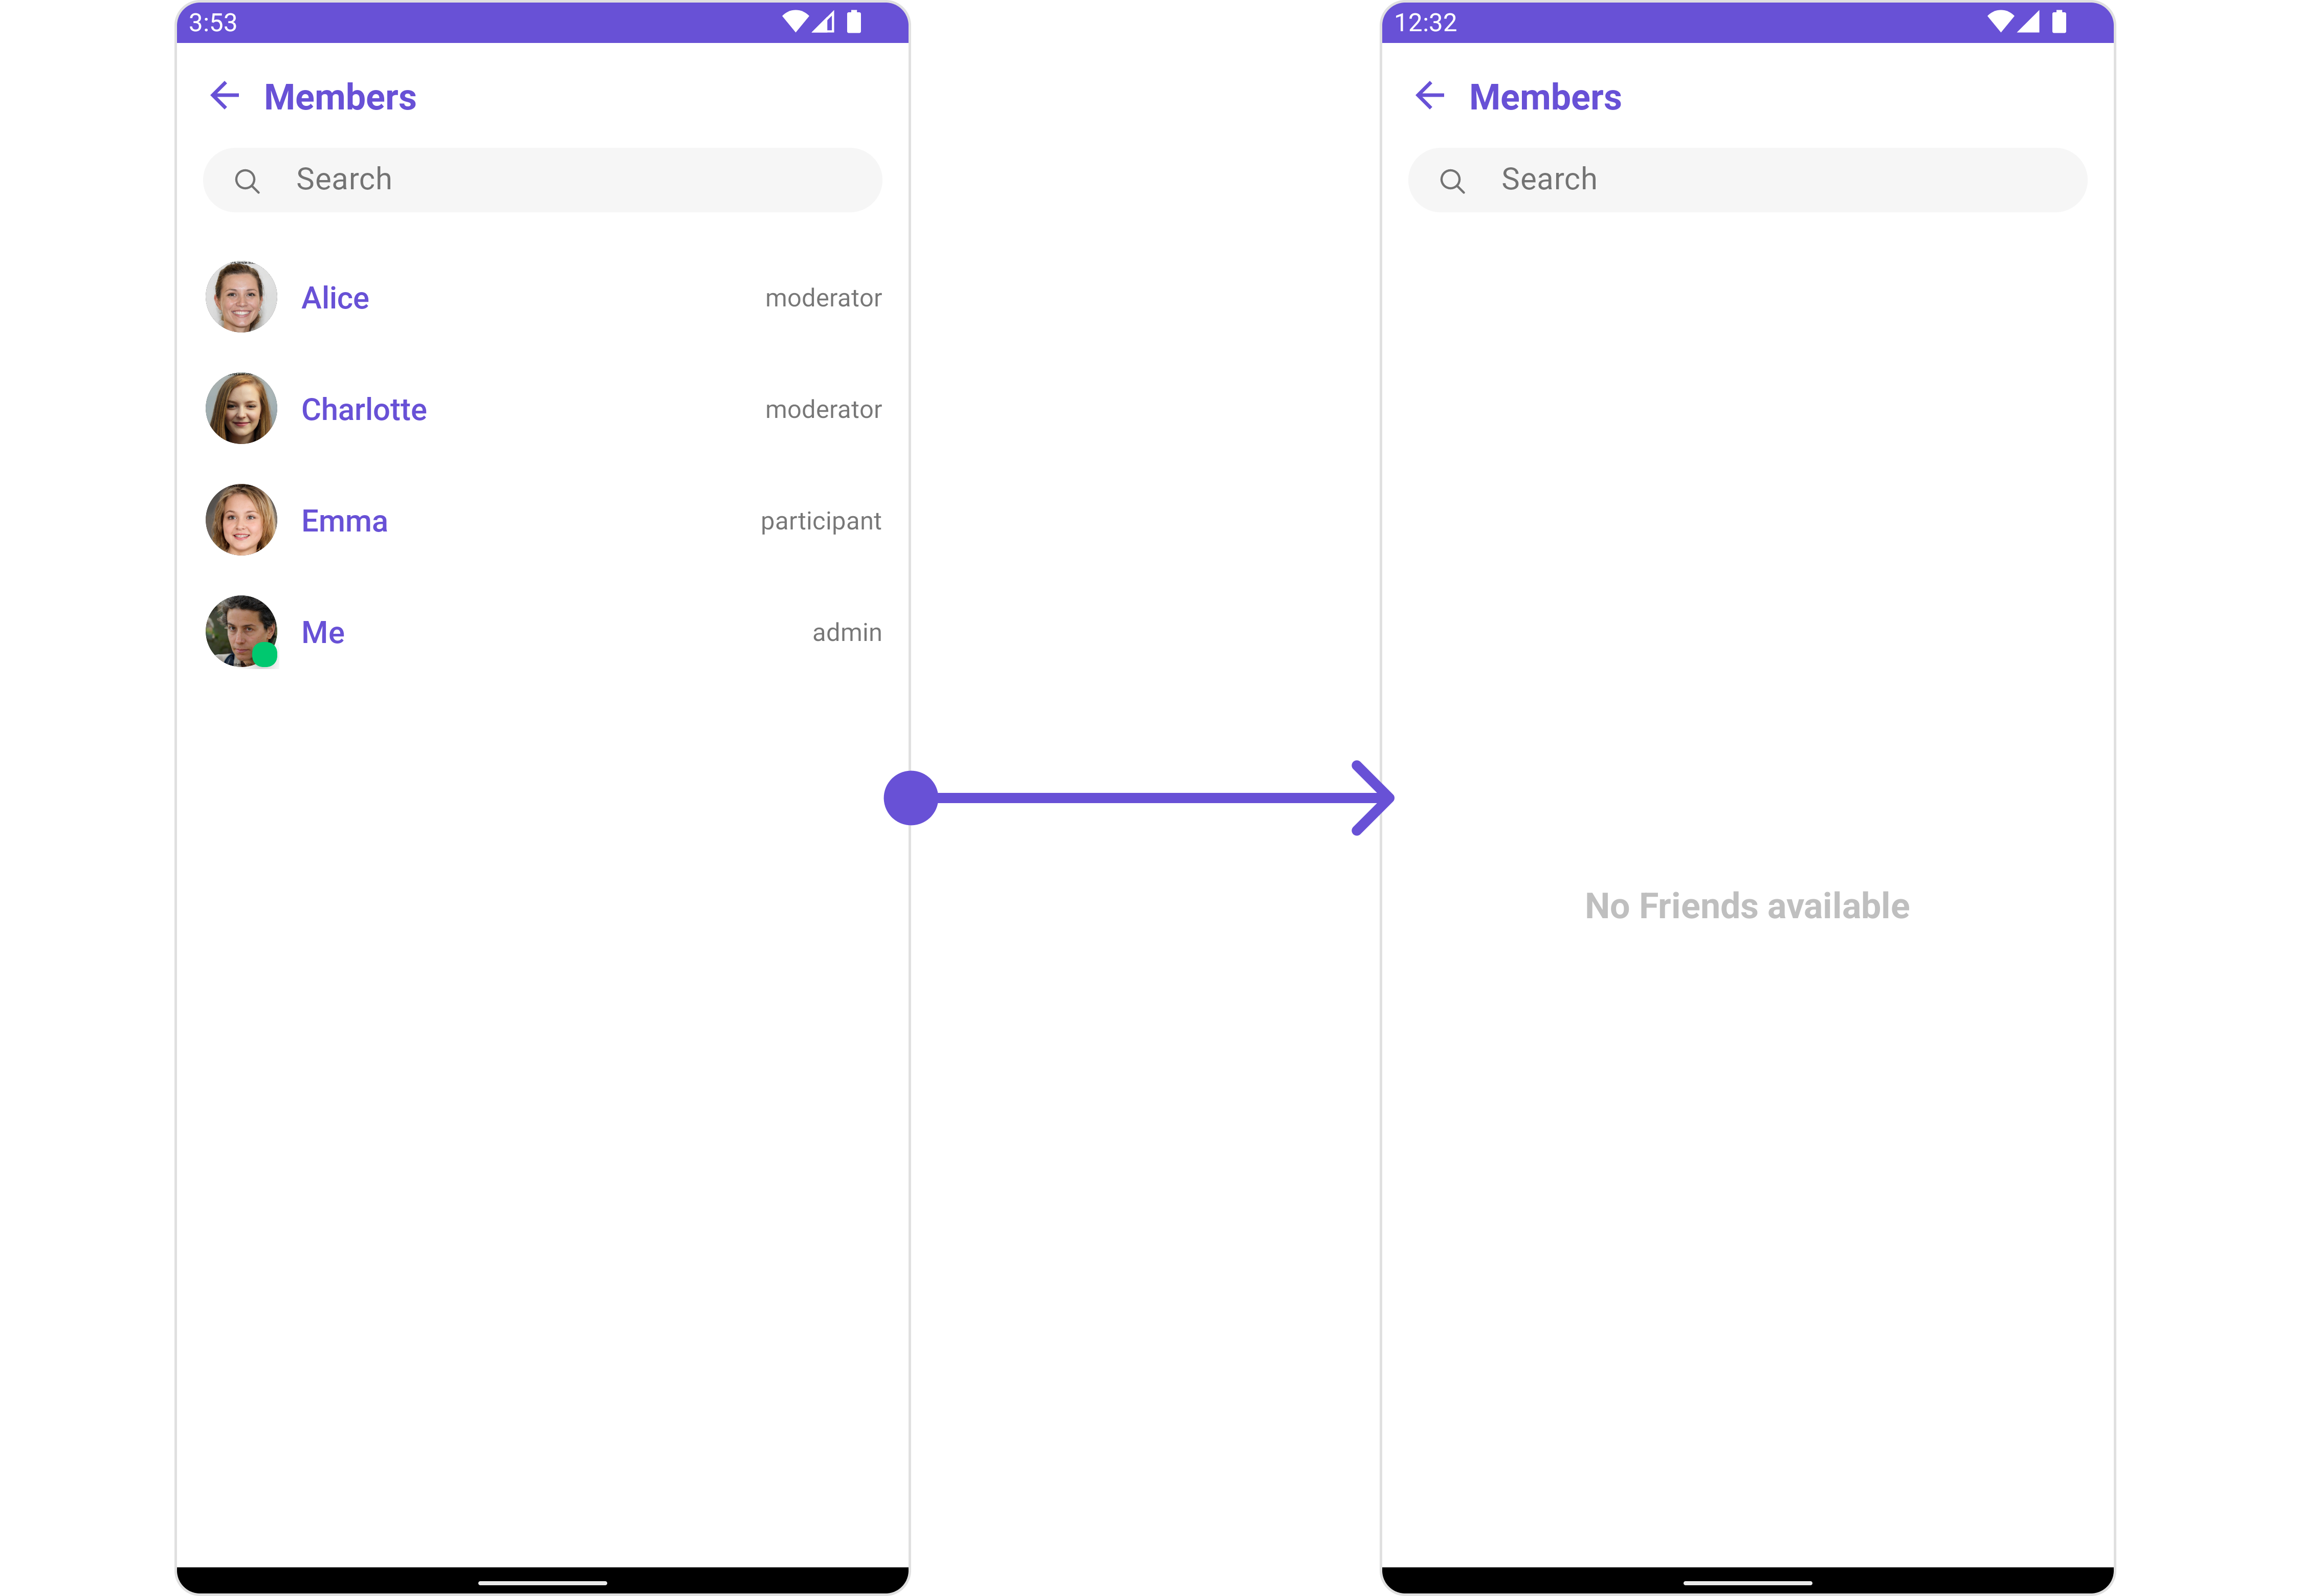 3:53
Members
Search
Alice moderator
Charlotte moderator
Emma participant
Me admin
12:32
Members
Search
No Friends available